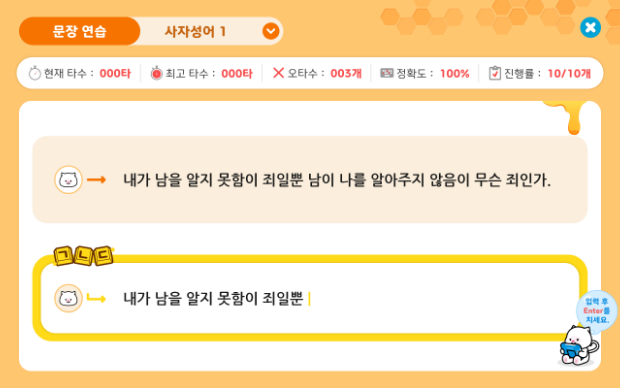 문장 연습
사자성어 1
현재 타수 : 000타
최고 타수 : 000타
오타수 : 003개
정확도 : 100%
진행률 : 10/10개
내가 남을 알지 못함이 죄일뿐 남이 나를 알아주지 않음이 무슨 죄인가.
ㄱㄴㄷ
내가 남을 알지 못함이 죄일뿐
입력 후
Enter를
치세요.